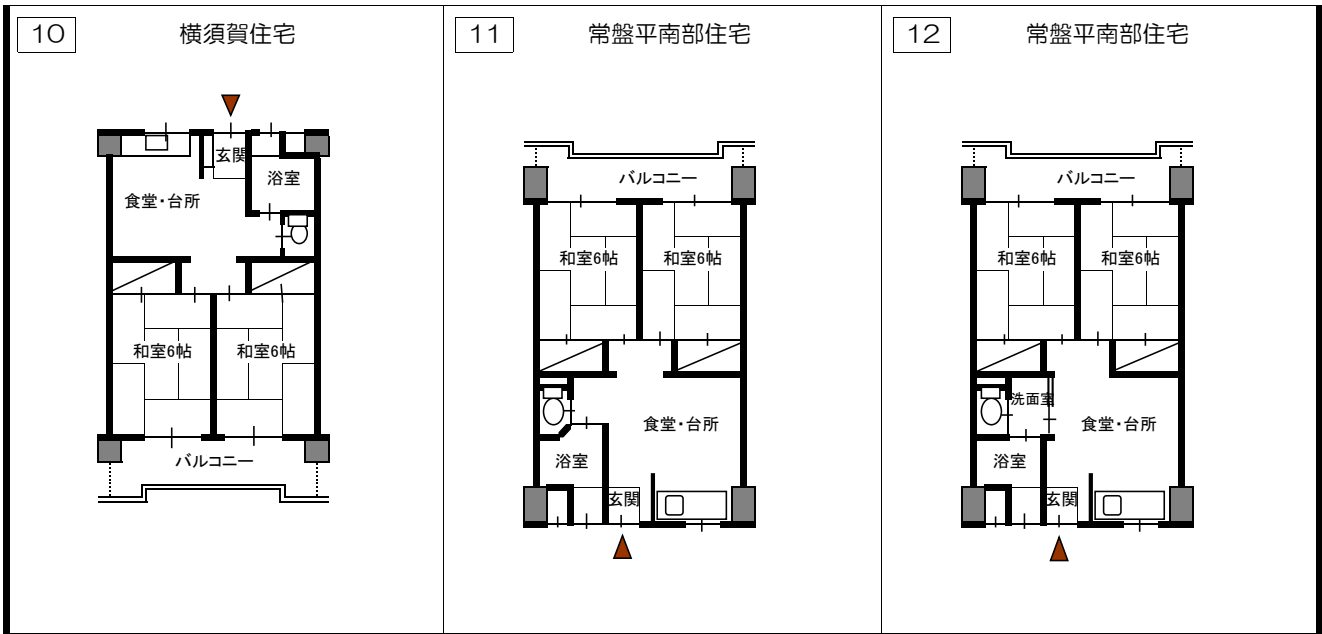 10 横須賀住宅
玄関
浴室
食堂・台所
和室6帖 和室6帖
バルコニー
11 常盤平南部住宅
バルコニー
和室6帖 和室6帖
食堂・台所
浴室
玄関
12 常盤平南部住宅
バルコニー
和室6帖 和室6帖
洗面室
食堂・台所
浴室
玄関